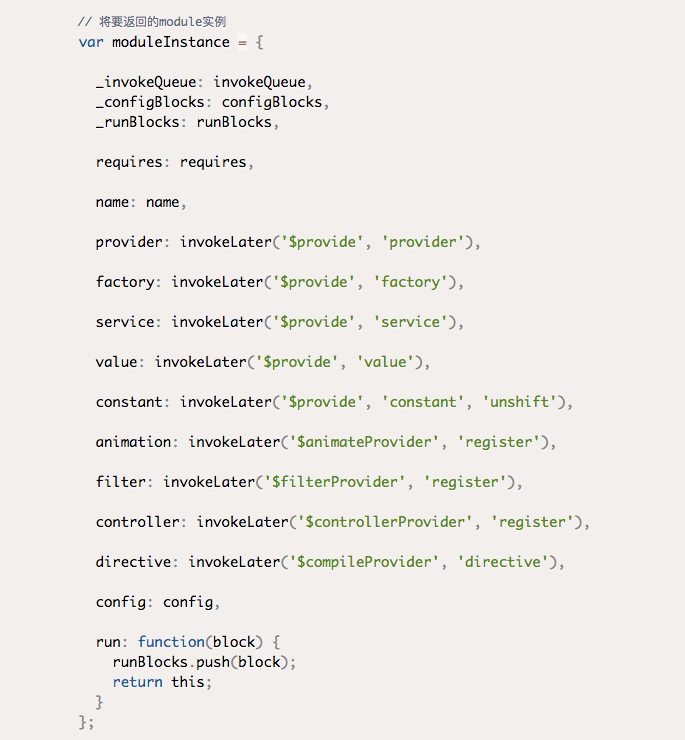 // 将要返回的module实例
var moduleInstance = {
_invokeQueue: invokeQueue,
_configBlocks: configBlocks,
_runBlocks: runBlocks,
requires: requires,
name: name,
provider: invokeLater('$provide', 'provider'),
factory: invokeLater('$provide', 'factory'),
service: invokeLater('$provide', 'service'),
value: invokeLater('$provide', 'value'),
constant: invokeLater('$provide', 'constant', 'unshift'),
animation: invokeLater('$animateProvider', 'register'),
filter: invokeLater('$filterProvider', 'register'),
controller: invokeLater('$controllerProvider', 'register'),
directive: invokeLater('$compileProvider', 'directive'),
config: config,
run: function(block) {
runBlocks.push(block);
return this;
}
};